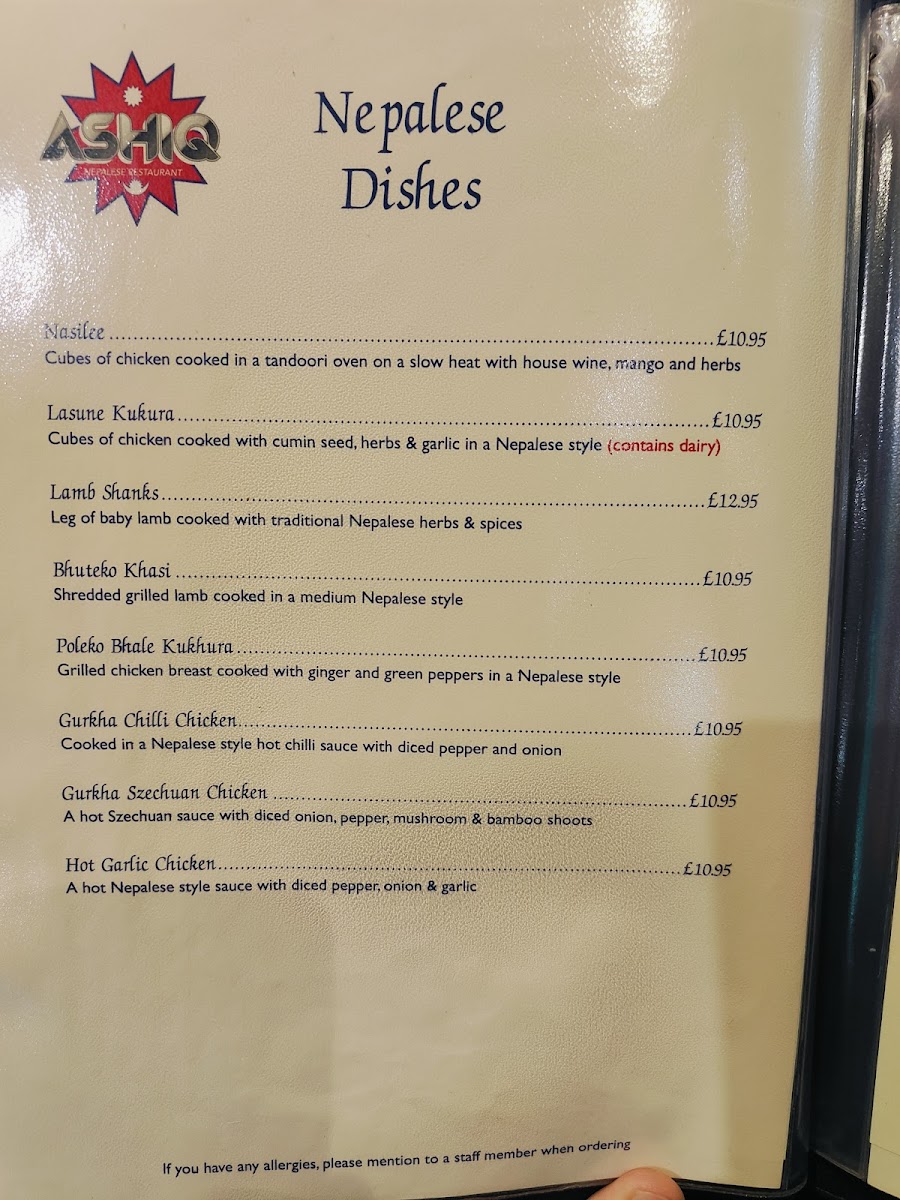 ASHIQ
NEPALESE RESTAURANT
Nepalese
Dishes
Nasilee ........................................................ £10.95
Cubes of chicken cooked in a tandoori oven on a slow heat with house wine, mango and herbs
Lasune Kukura ........................................................ £10.95
Cubes of chicken cooked with cumin seed, herbs & garlic in a Nepalese style (contains dairy)
Lamb Shanks ........................................................ £12.95
Leg of baby lamb cooked with traditional Nepalese herbs & spices
Bhuteko Khasi ........................................................ £10.95
Shredded grilled lamb cooked in a medium Nepalese style
Poleko Bhale Kukhura ........................................................ £10.95
Grilled chicken breast cooked with ginger and green peppers in a Nepalese style
Gurkha Chilli Chicken ........................................................ £10.95
Cooked in a Nepalese style hot chilli sauce with diced pepper and onion
Gurkha Szechuan Chicken ........................................................ £10.95
A hot Szechuan sauce with diced onion, pepper, mushroom & bamboo shoots
Hot Garlic Chicken ........................................................ £10.95
A hot Nepalese style sauce with diced pepper, onion & garlic
If you have any allergies, please mention to a staff member when ordering